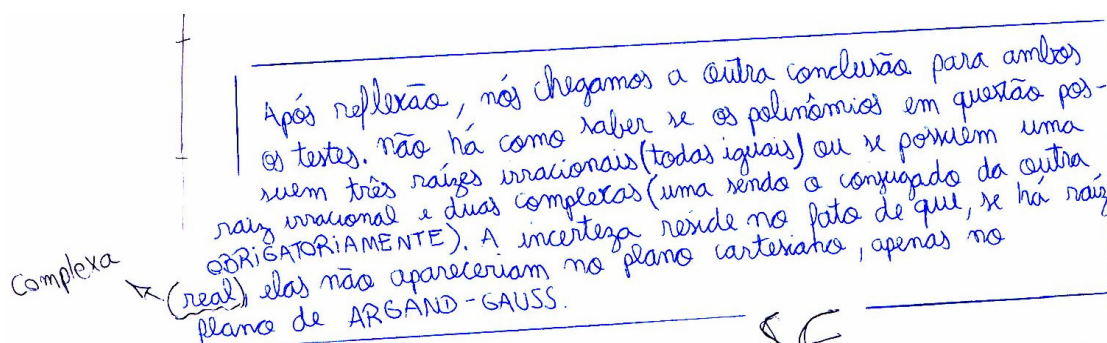 Após reflexão, nós chegamos a outra conclusão para ambos
os testes. não há como saber se os polinômios em questão pos-
suem três raízes irracionais (todas iguais) ou se possuem uma
raiz irracional e duas complexas (uma sendo o conjugado da outra
OBRIGATORIAMENTE). A incerteza reside no fato de que, se há raiz
(real), elas não apareceriam no plano cartesiano, apenas no
plano de ARGAND-GAUSS.
Complexa